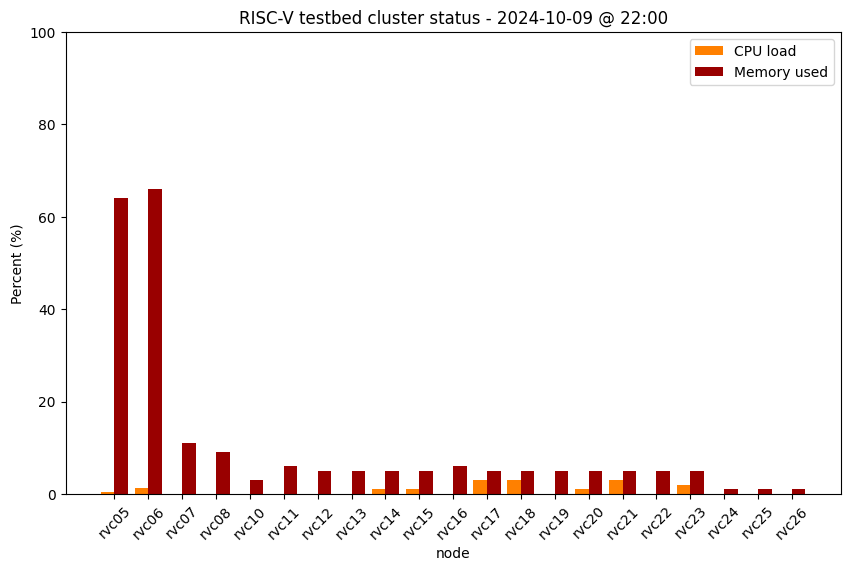 RISC-V testbed cluster status - 2024-10-09 @ 22:00
CPU load
Memory used
Percent (%)
100
80
60
40
20
0
rvc05
rvc06
rvc07
rvc08
rvc10
rvc11
rvc12
rvc13
rvc14
rvc15
rvc16
rvc17
rvc18
rvc19
rvc20
rvc21
rvc22
rvc23
rvc24
rvc25
rvc26
node